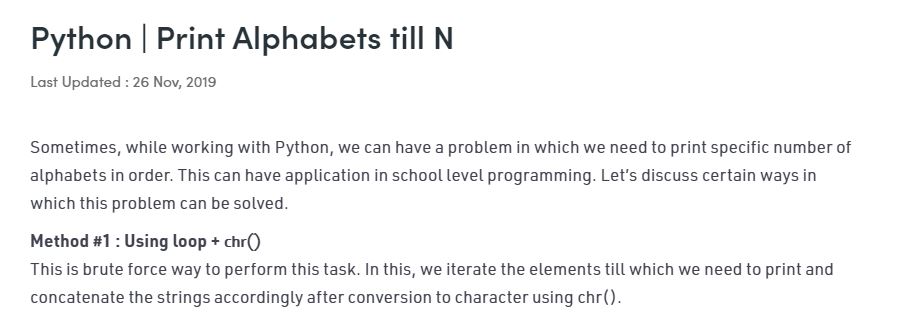 Python | Print Alphabets till N
Last Updated : 26 Nov, 2019
Sometimes, while working with Python, we can have a problem in which we need to print specific number of
alphabets in order. This can have application in school level programming. Let’s discuss certain ways in
which this problem can be solved.
Method #1 : Using loop + chr()
This is brute force way to perform this task. In this, we iterate the elements till which we need to print and
concatenate the strings accordingly after conversion to character using chr().